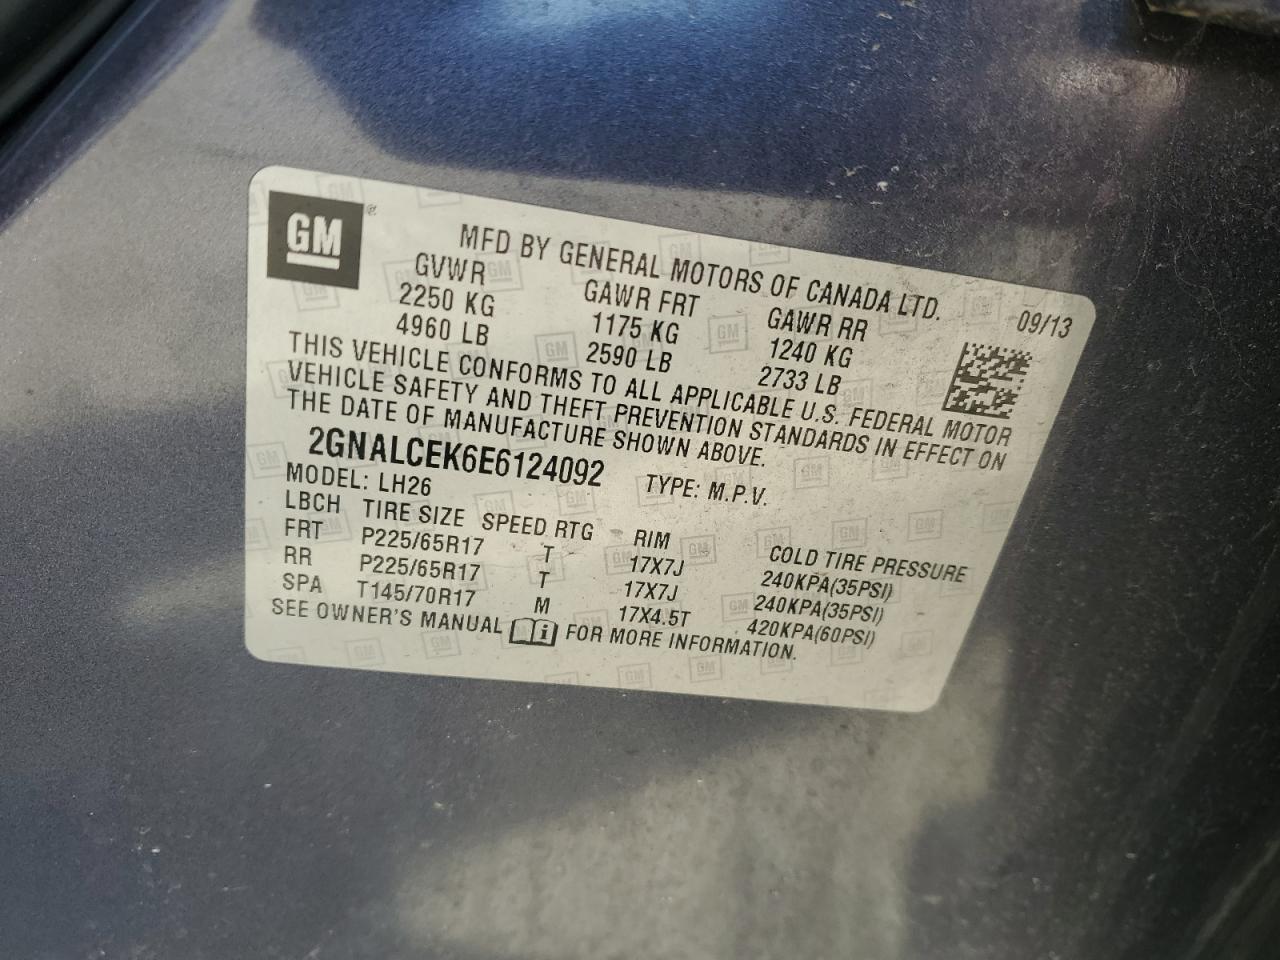 GM
MFD BY GENERAL MOTORS OF CANADA LTD.
GVWR GAWR FRT GAWR RR 09/13
2250 KG 1175 KG 1240 KG
4960 LB 2590 LB 2733 LB
THIS VEHICLE CONFORMS TO ALL APPLICABLE U.S. FEDERAL MOTOR
VEHICLE SAFETY AND THEFT PREVENTION STANDARDS IN EFFECT ON
THE DATE OF MANUFACTURE SHOWN ABOVE.
2GNALCEK6E6124092 TYPE: M.P.V.
MODEL: LH26
LBCH TIRE SIZE SPEED RTG RIM COLD TIRE PRESSURE
FRT P225/65R17 T 17X7J 240KPA(35PSI)
RR P225/65R17 T 17X7J 240KPA(35PSI)
SPA T145/70R17 M 17X4.5T 420KPA(60PSI)
SEE OWNER'S MANUAL i FOR MORE INFORMATION.